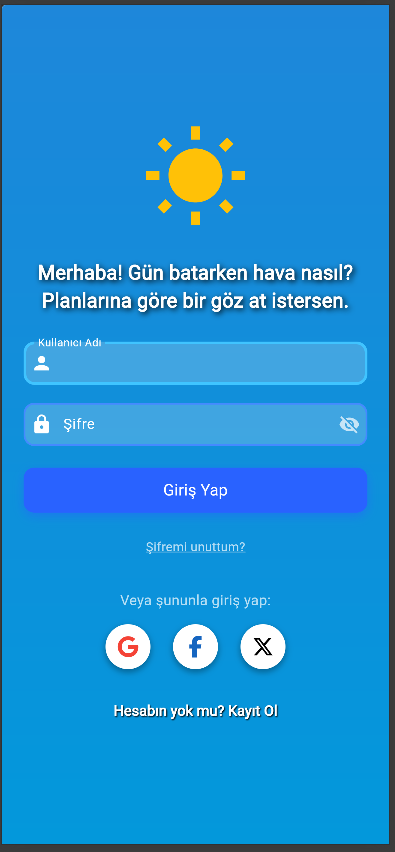 Merhaba! Gün batarken hava nasıl?
Planlarına göre bir göz at istersen.
Kullanıcı Adı
Şifre
Giriş Yap
Şifremi unuttum?
Veya şununla giriş yap:
Hesabın yok mu? Kayıt Ol